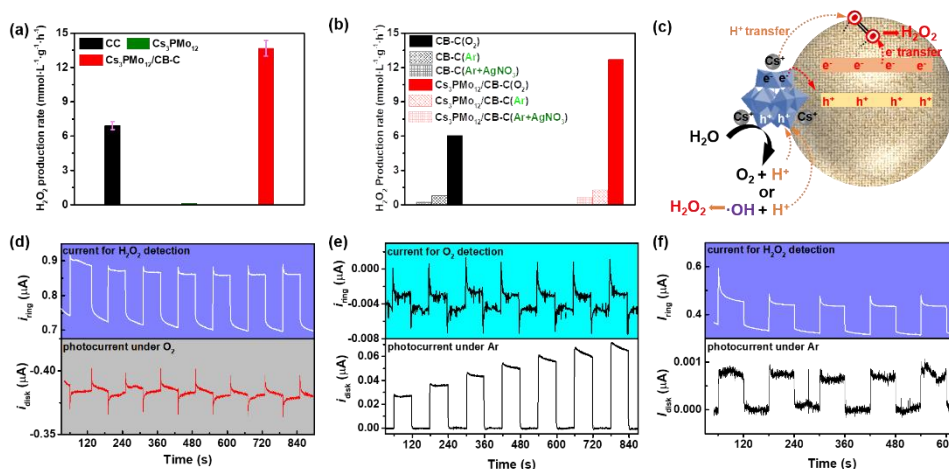 (a)
H₂O₂ production rate (mmol·L⁻¹·g⁻¹·h⁻¹)
15
12
9
6
3
0
CC Cs₃PMo₁₂
Cs₃PMo₁₂/CB-C
(b)
H₂O₂ Production rate (mmol·L⁻¹·g⁻¹·h⁻¹)
15
12
9
6
3
0
CB-C(O₂)
CB-C(Ar)
CB-C(Ar+AgNO₃)
Cs₃PMo₁₂/CB-C(O₂)
Cs₃PMo₁₂/CB-C(Ar)
Cs₃PMo₁₂/CB-C(Ar+AgNO₃)
(c)
H⁺ transfer
O
O
H₂O₂
e⁻ transfer
Cs⁺
e⁻ e⁻
e⁻ e⁻ e⁻ e⁻
h⁺ h⁺ h⁺ h⁺
Cs⁺
Cs⁺
h⁺ h⁺
H₂O
O₂ + H⁺
or
H₂O₂ ·OH + H⁺
(d)
current for H₂O₂ detection
0.9
0.8
0.7
i_ring (μA)
photocurrent under O₂
-0.40
-0.35
i_disk (μA)
120 240 360 480 600 720 840
Time (s)
(e)
current for O₂ detection
0.000
-0.004
-0.008
i_ring (μA)
photocurrent under Ar
0.06
0.04
0.02
0.00
i_disk (μA)
120 240 360 480 600 720 840
Time (s)
(f)
current for H₂O₂ detection
0.6
0.4
I_ring (μA)
photocurrent under Ar
0.001
0.000
I_disk (μA)
120 240 360 480 60
Time (s)